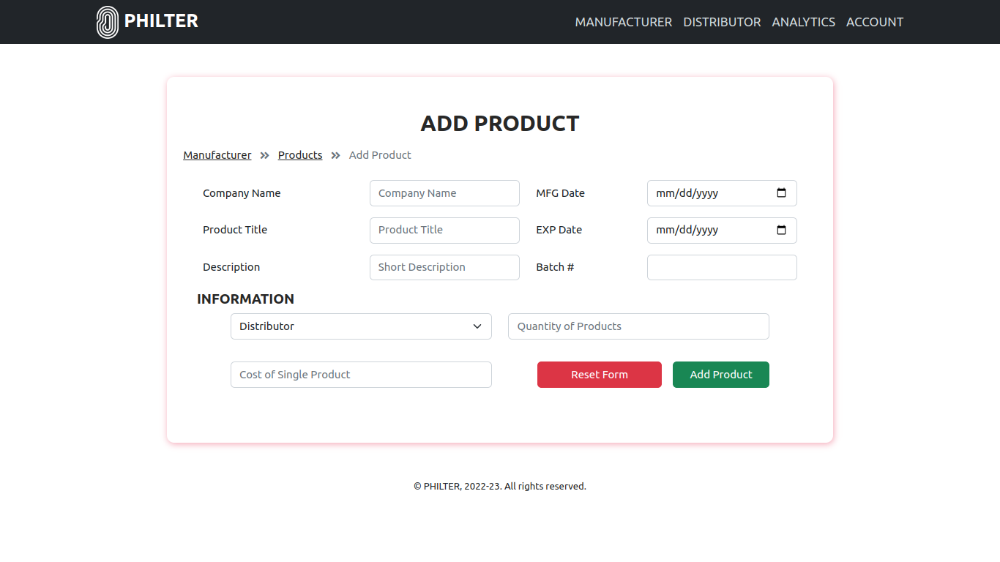 PHILTER MANUFACTURER DISTRIBUTOR ANALYTICS ACCOUNT
ADD PRODUCT
Manufacturer » Products » Add Product
Company Name Company Name MFG Date mm/dd/yyyy
Product Title Product Title EXP Date mm/dd/yyyy
Description Short Description Batch #
INFORMATION
Distributor Quantity of Products
Cost of Single Product Reset Form Add Product
© PHILTER, 2022-23. All rights reserved.